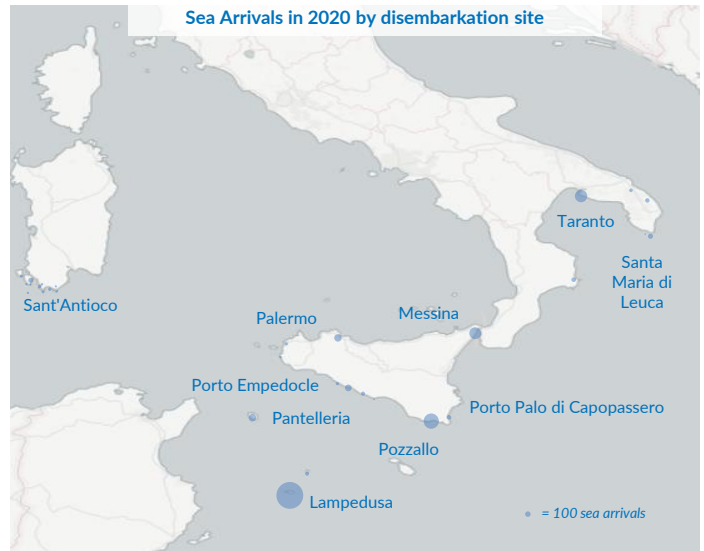 Sea Arrivals in 2020 by disembarkation site
Taranto
Santa
Maria di
Leuca
Sant'Antioco
Palermo
Messina
Porto Empedocle
Pantelleria
Porto Palo di Capopassero
Pozzallo
Lampedusa
= 100 sea arrivals